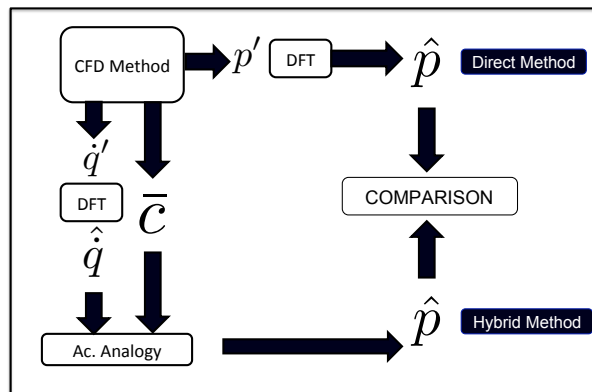 CFD Method
p′
DFT
p̂
Direct Method
q̇′
DFT
c̅
COMPARISON
q̇̂
p̂
Hybrid Method
Ac. Analogy